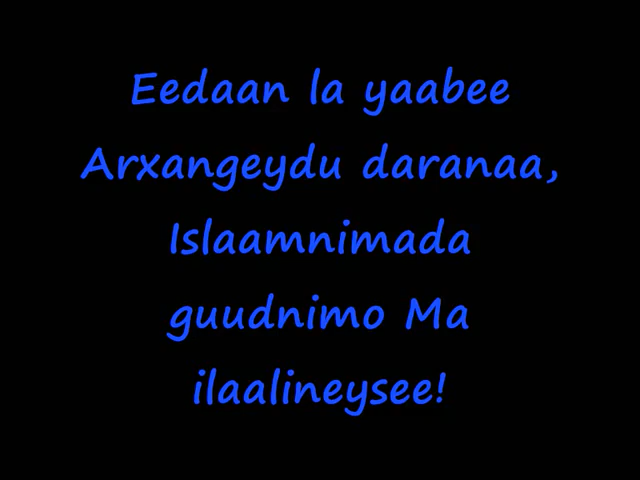 Eedaan la yaabee
Arxangeydu daranaa,
Islaamnimada
guudnimo Ma
ilaalineysee!